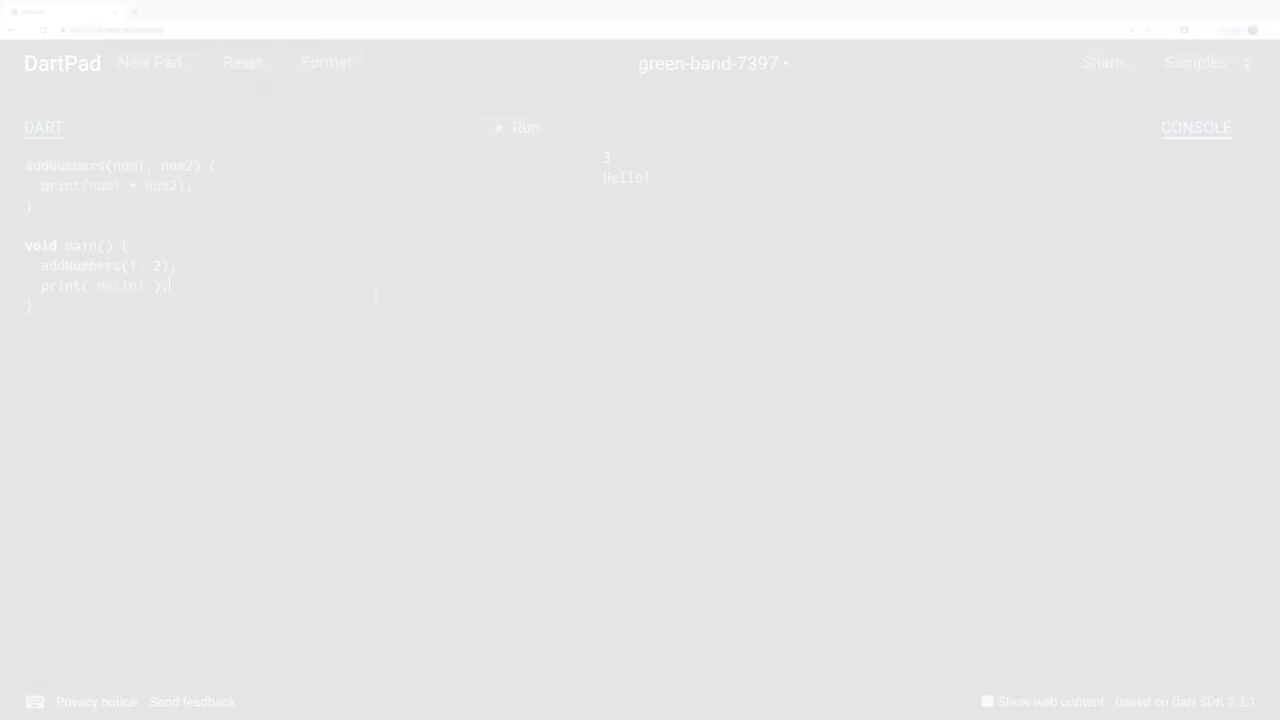 DartPad New Pad... Reset... Format green-band-7397 • Share... Samples
DART Run CONSOLE
addNumbers(num1, num2) {
print(num1 + num2);
}
void main() {
addNumbers(1, 2);
print('Hello!');
}
3
Hello!
Privacy notice Send feedback Show web content Based on Dart SDK 2.3.1